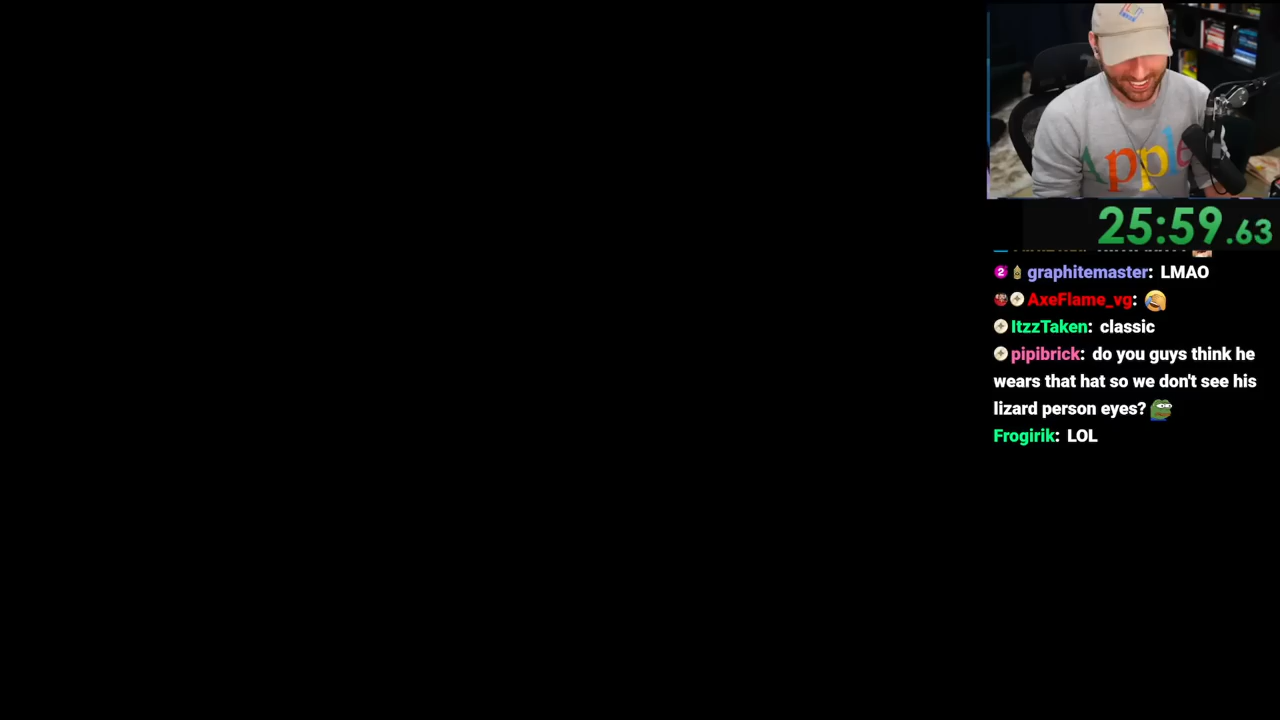 Apple
25:59.63
2 graphitemaster: LMAO
AxeFlame_vg:
ItzzTaken: classic
pipibrick: do you guys think he
wears that hat so we don't see his
lizard person eyes?
Frogirik: LOL